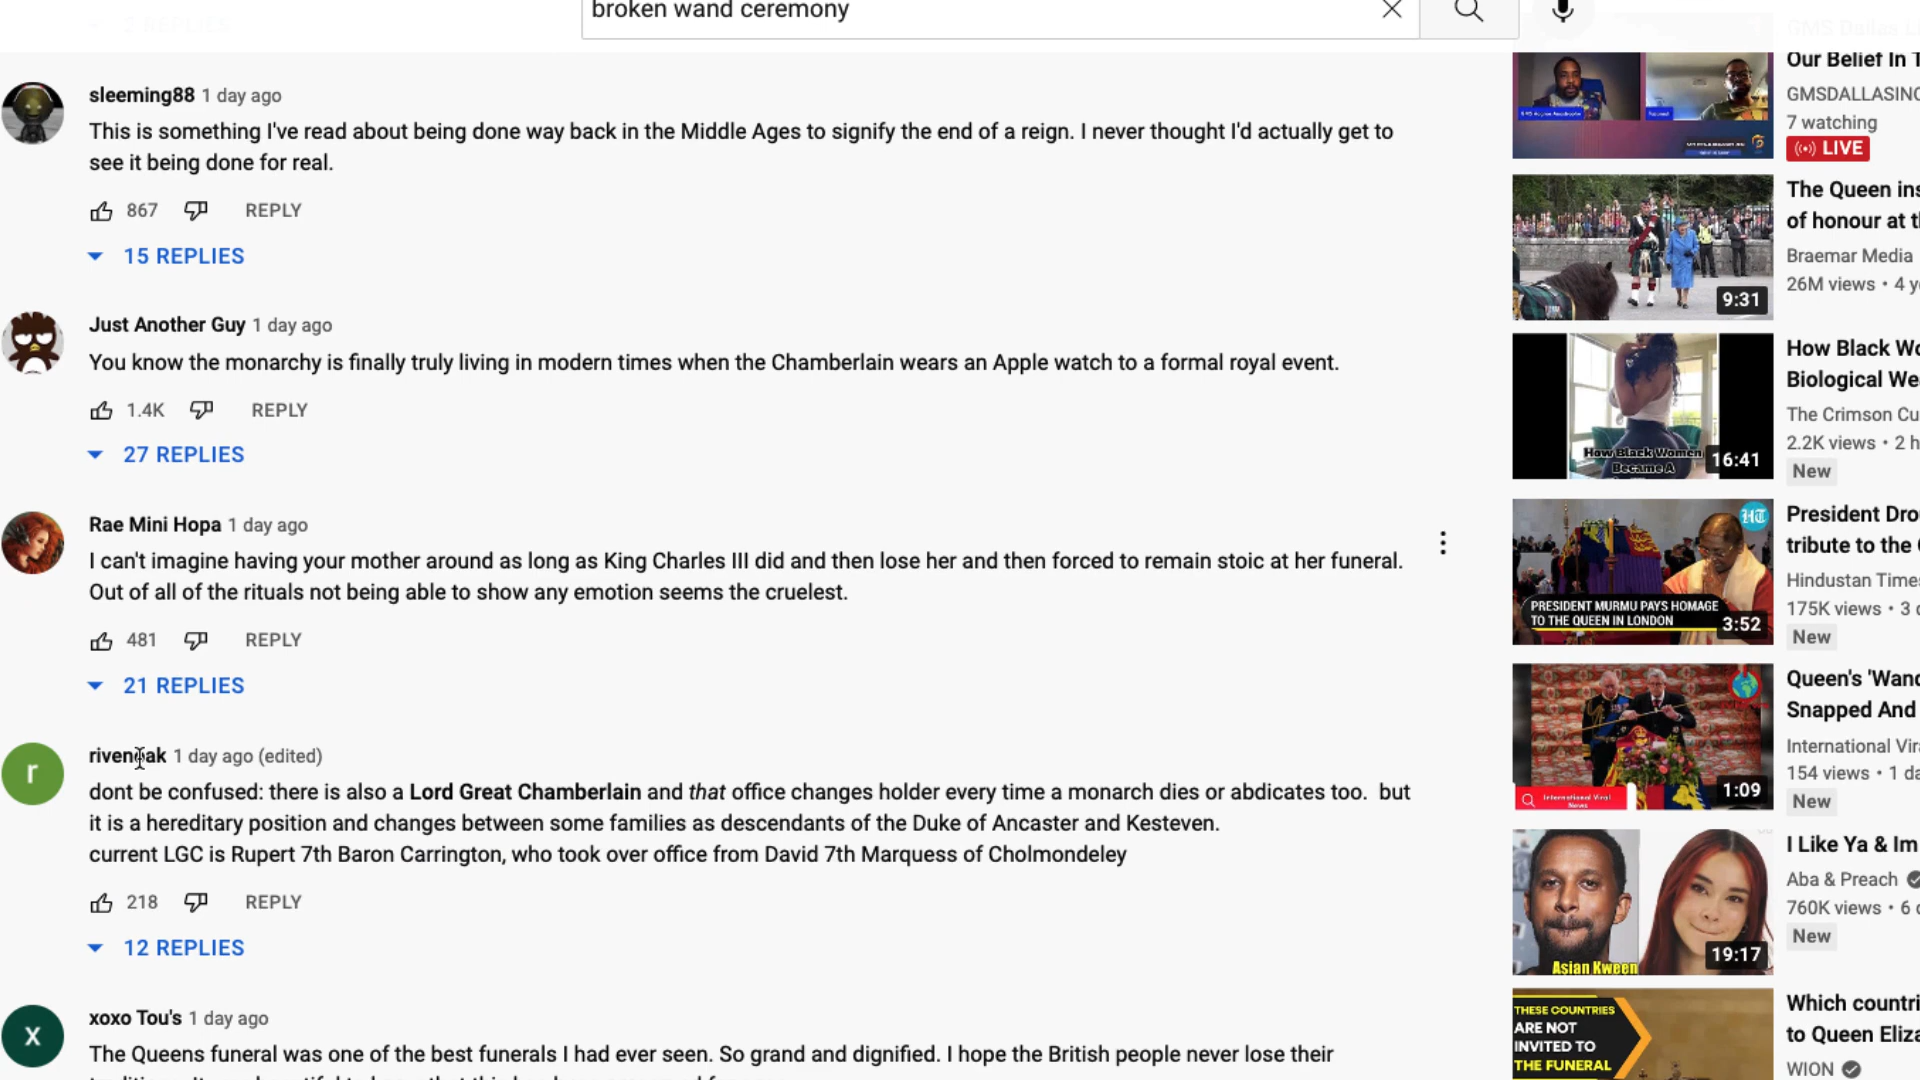 broken wand ceremony
2 REPLIES
sleeming88 1 day ago
This is something I've read about being done way back in the Middle Ages to signify the end of a reign. I never thought I'd actually get to
see it being done for real.
867 REPLY
15 REPLIES
Just Another Guy 1 day ago
You know the monarchy is finally truly living in modern times when the Chamberlain wears an Apple watch to a formal royal event.
1.4K REPLY
27 REPLIES
Rae Mini Hopa 1 day ago
I can't imagine having your mother around as long as King Charles III did and then lose her and then forced to remain stoic at her funeral.
Out of all of the rituals not being able to show any emotion seems the cruelest.
481 REPLY
21 REPLIES
r
1 day ago (edited)
dont be confused: there is also a Lord Great Chamberlain and that office changes holder every time a monarch dies or abdicates too. but
it is a hereditary position and changes between some families as descendants of the Duke of Ancaster and Kesteven.
current LGC is Rupert 7th Baron Carrington, who took over office from David 7th Marquess of Cholmondeley
218 REPLY
12 REPLIES
x
xoxo Tou's 1 day ago
The Queens funeral was one of the best funerals I had ever seen. So grand and dignified. I hope the British people never lose their
Our Belief In
GMSDALLASINC
7 watching
LIVE
The Queen ins
of honour at
Braemar Media
26M views • 4
9:31
How Black Wo
Biological We
The Crimson Cu
2.2K views • 2 h
New
How Black Women
Became A
16:41
President Dro
tribute to the
Hindustan Times
175K views • 3
New
HT
PRESIDENT MURMU PAYS HOMAGE
TO THE QUEEN IN LONDON
3:52
Queen's 'Wand
Snapped And
International Vir
154 views • 1 da
New
International Viral
News
1:09
I Like Ya & Im
Aba & Preach
760K views • 6
New
Asian Kween
19:17
Which countri
to Queen Eliza
WION
THESE COUNTRIES
ARE NOT
INVITED TO
THE FUNERAL